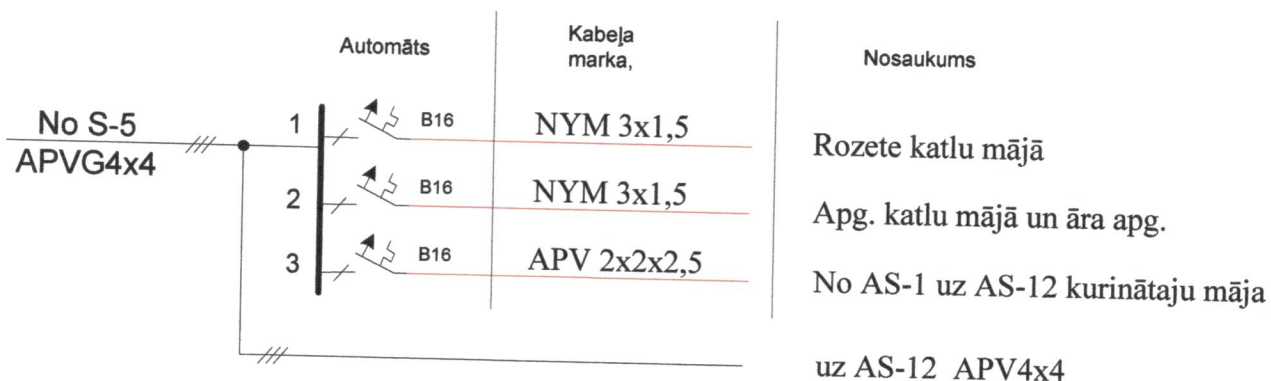 Automāts
Kabeļa
marka,
Nosaukums
No S-5
APVG4x4
1 B16 NYM 3x1,5 Rozete katlu mājā
2 B16 NYM 3x1,5 Apg. katlu mājā un āra apg.
3 B16 APV 2x2x2,5 No AS-1 uz AS-12 kurinātaju māja
uz AS-12 APV4x4